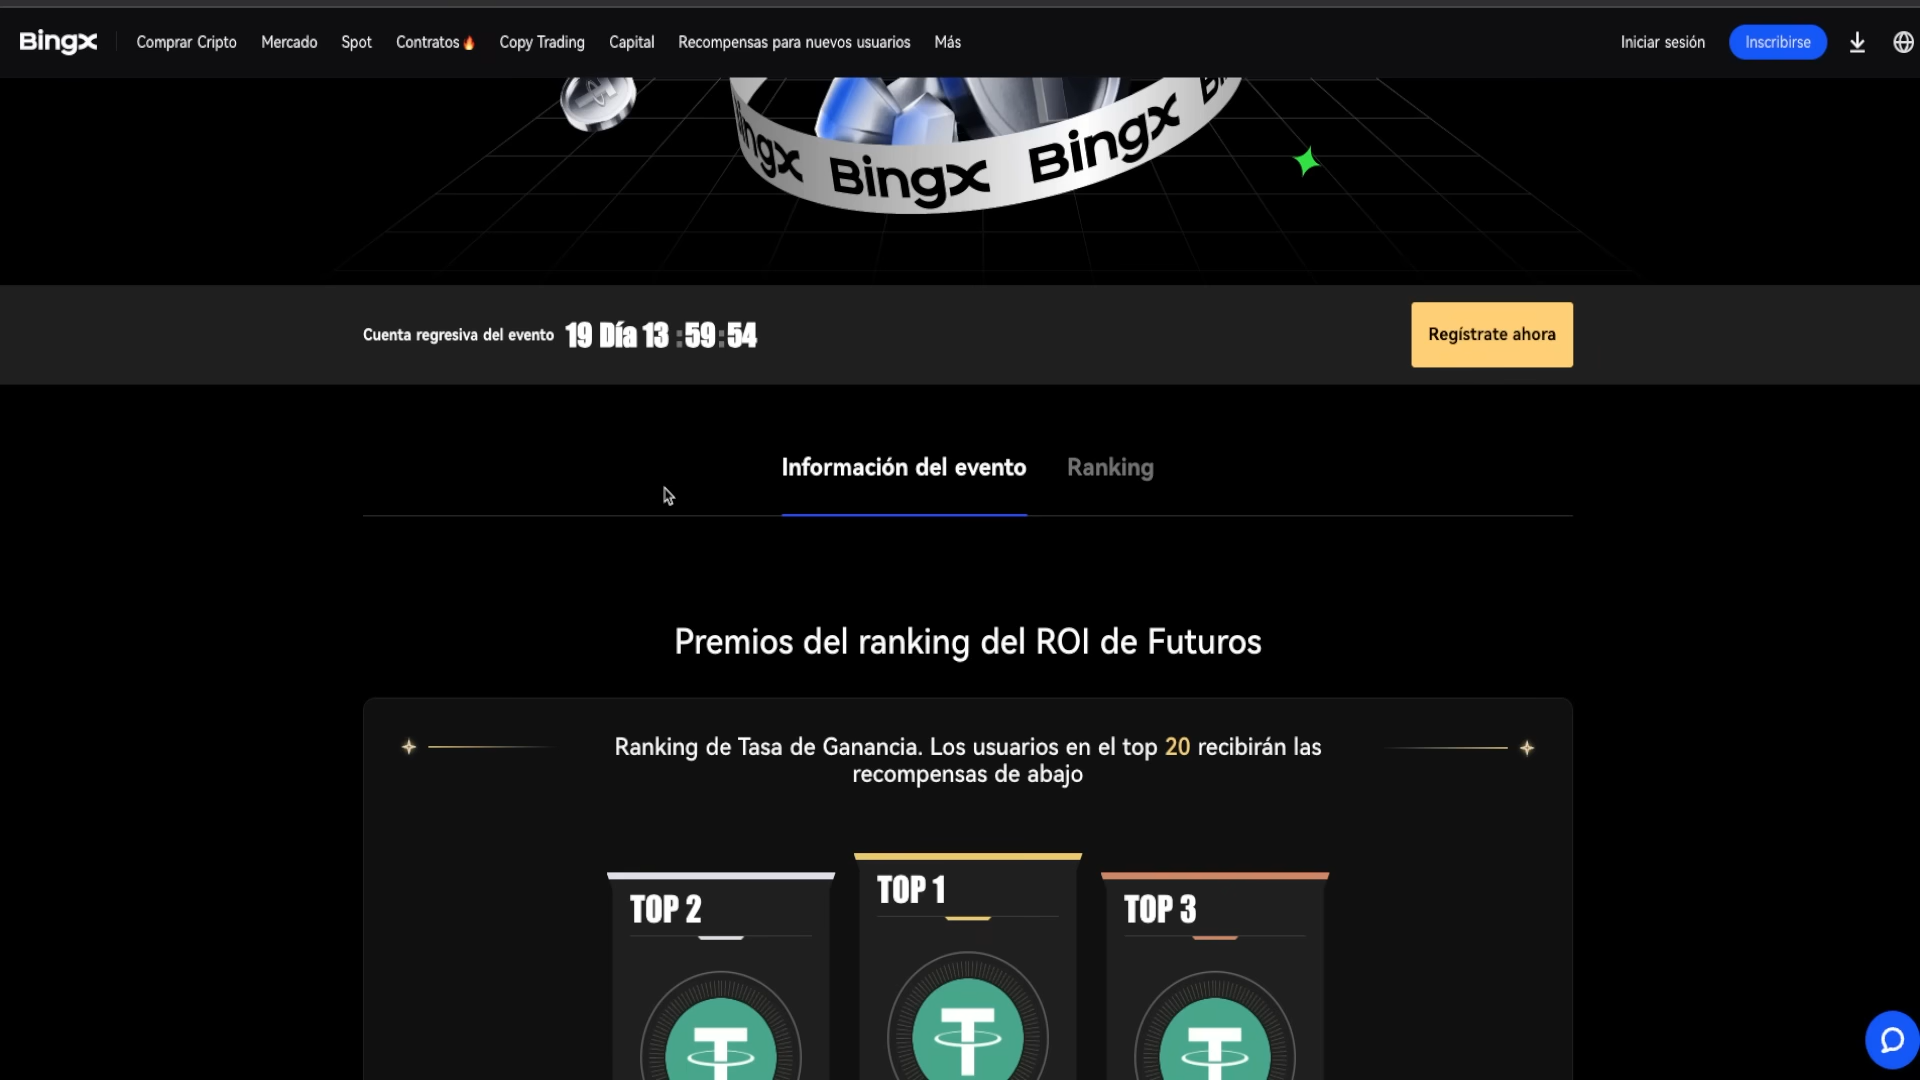 BingX
Comprar Cripto
Mercado
Spot
Contratos
Copy Trading
Capital
Recompensas para nuevos usuarios
Más
Iniciar sesión
Inscribirse
BingX
BingX
Cuenta regresiva del evento 19 Día 13 :59:54
Regístrate ahora
Información del evento
Ranking
Premios del ranking del ROI de Futuros
Ranking de Tasa de Ganancia. Los usuarios en el top 20 recibirán las
recompensas de abajo
TOP 2
TOP 1
TOP 3